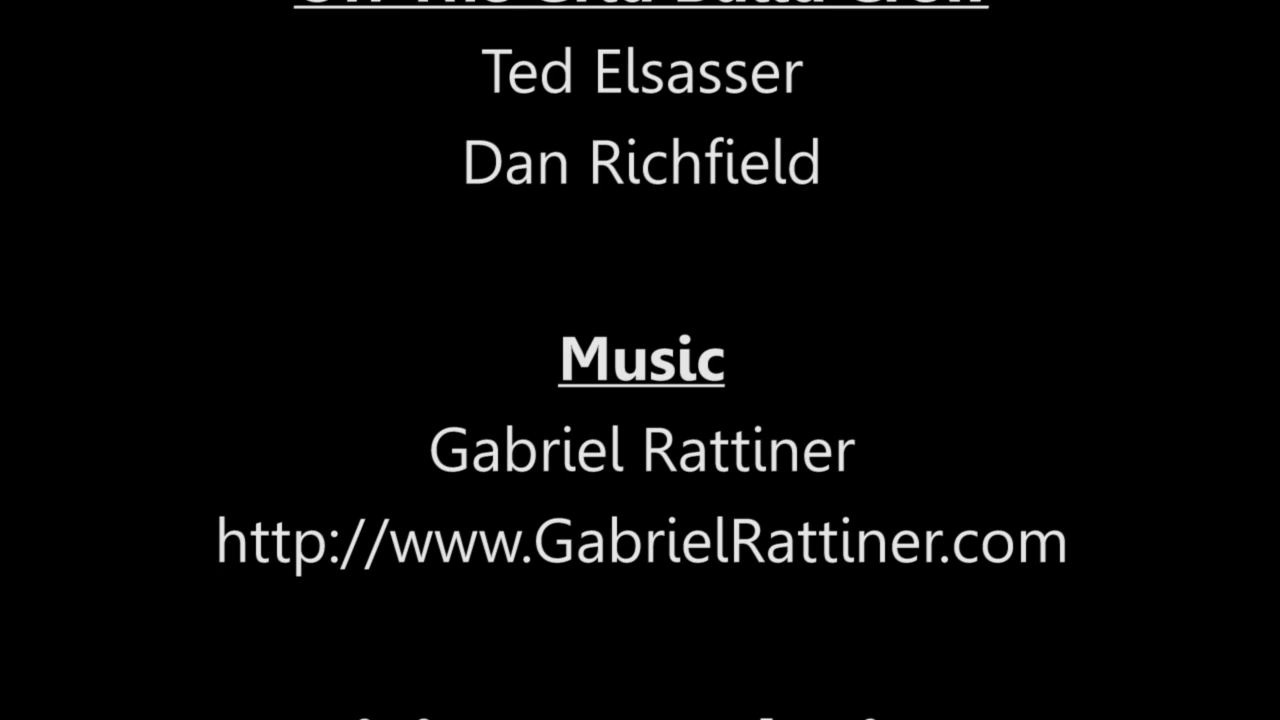 Ted Elsasser
Dan Richfield
Music
Gabriel Rattiner
http://www.GabrielRattiner.com